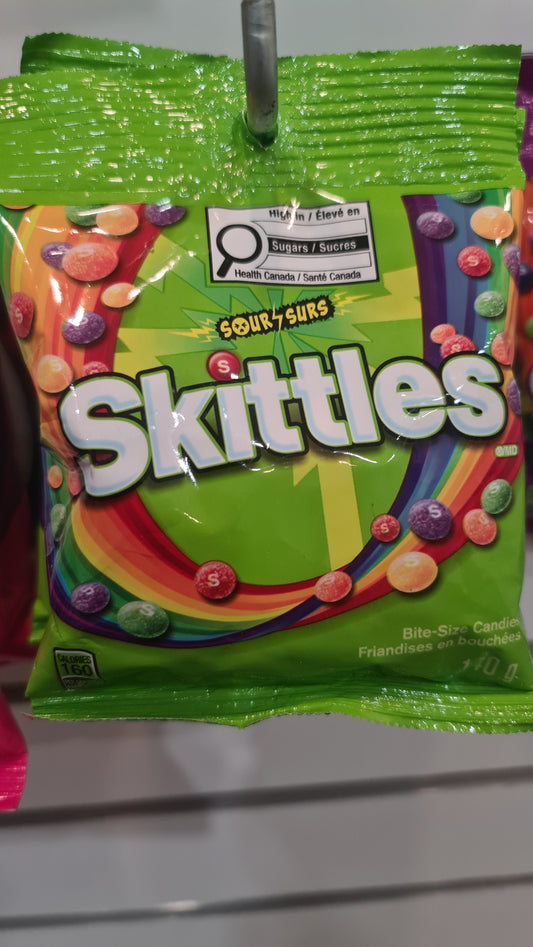 High in / Élevé en
Sugars / Sucres
Health Canada / Santé Canada
SOUR SURS
Skittles
®/MD
Bite-Size Candies
Friandises en bouchées
CALORIES
160